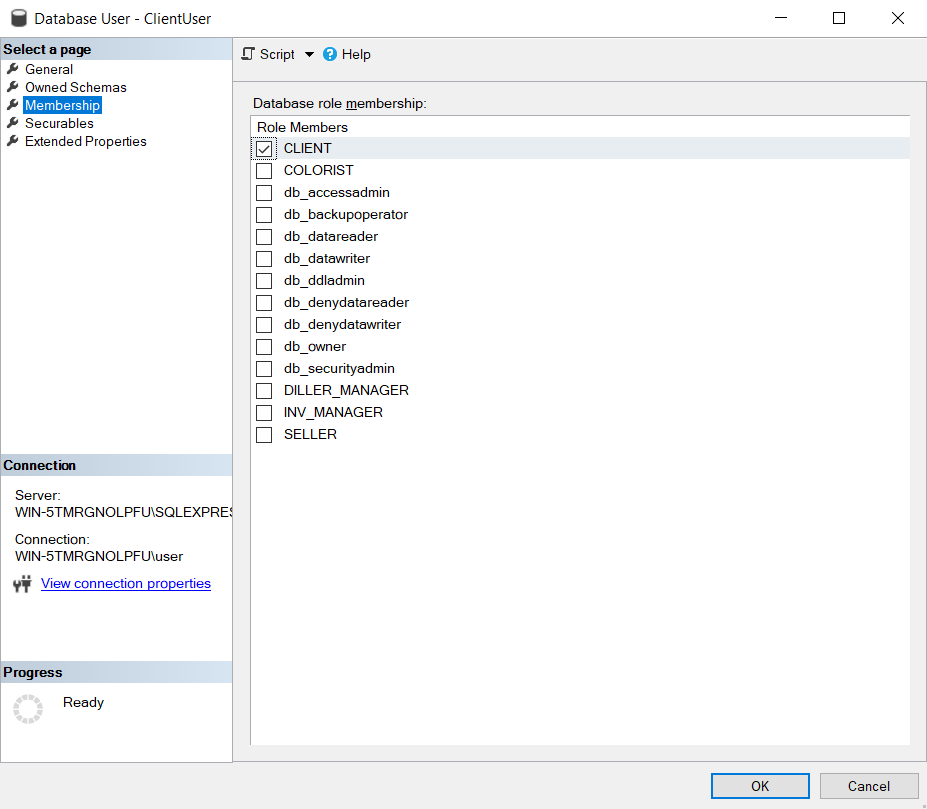 Database User - ClientUser
Select a page
General
Owned Schemas
Membership
Securables
Extended Properties
Script
Help
Database role membership:
Role Members
CLIENT
COLORIST
db_accessadmin
db_backupoperator
db_datareader
db_datawriter
db_ddladmin
db_denydatareader
db_denydatawriter
db_owner
db_securityadmin
DILLER_MANAGER
INV_MANAGER
SELLER
Connection
Server:
WIN-5TMRGNOLPFU\SQLEXPRES
Connection:
WIN-5TMRGNOLPFU\user
View connection properties
Progress
Ready
OK
Cancel